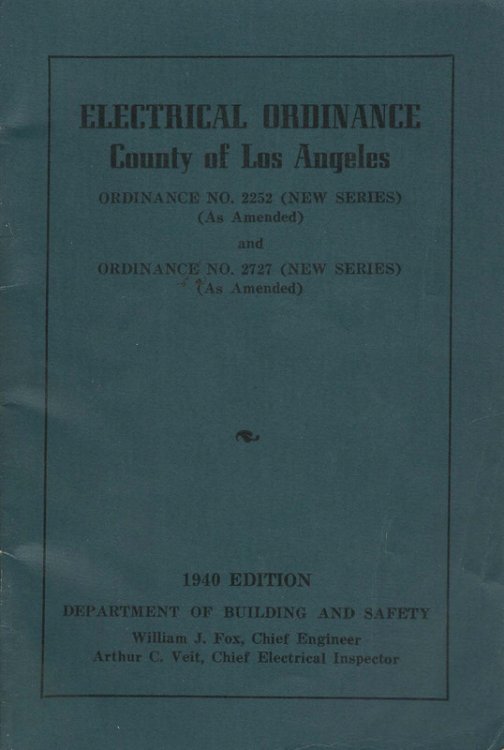 ELECTRICAL ORDINANCE
County of Los Angeles
ORDINANCE NO. 2252 (NEW SERIES)
(As Amended)
and
ORDINANCE NO. 2727 (NEW SERIES)
(As Amended)
1940 EDITION
DEPARTMENT OF BUILDING AND SAFETY
William J. Fox, Chief Engineer
Arthur C. Veit, Chief Electrical Inspector